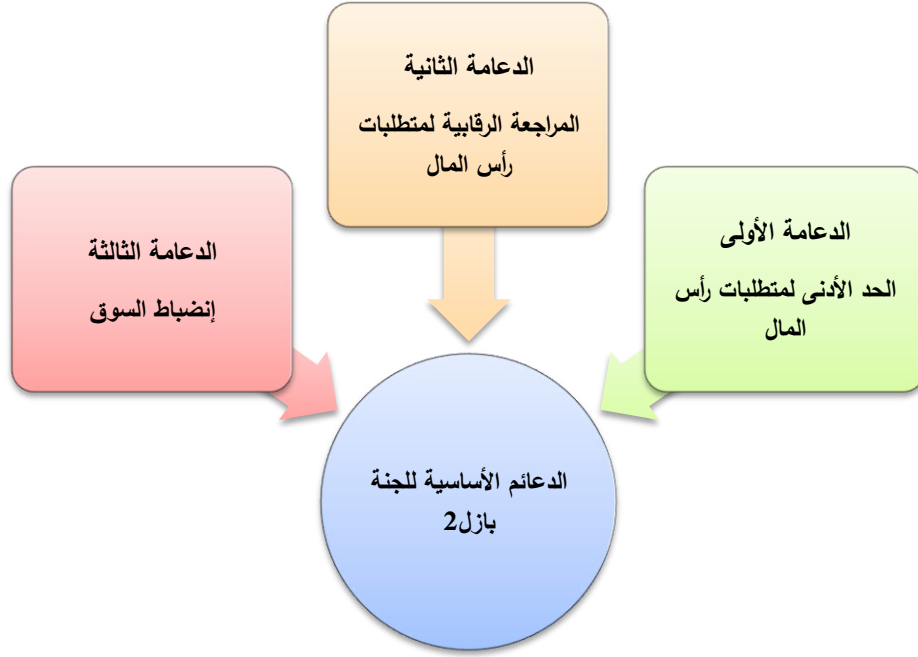 الدعامة الأولى
الحد الأدنى لمتطلبات رأس
المال
الدعامة الثانية
المراجعة الرقابية لمتطلبات
رأس المال
الدعامة الثالثة
إنضباط السوق
الدعائم الأساسية للجنة
بازل2